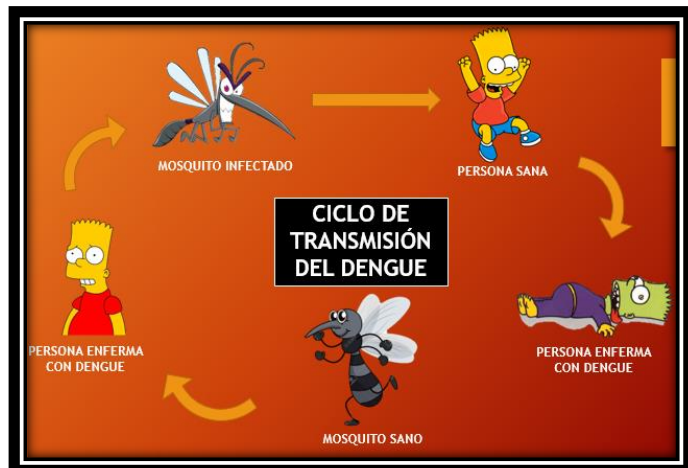 MOSQUITO INFECTADO
PERSONA SANA
CICLO DE
TRANSMISIÓN
DEL DENGUE
PERSONA ENFERMA
CON DENGUE
PERSONA ENFERMA
CON DENGUE
MOSQUITO SANO